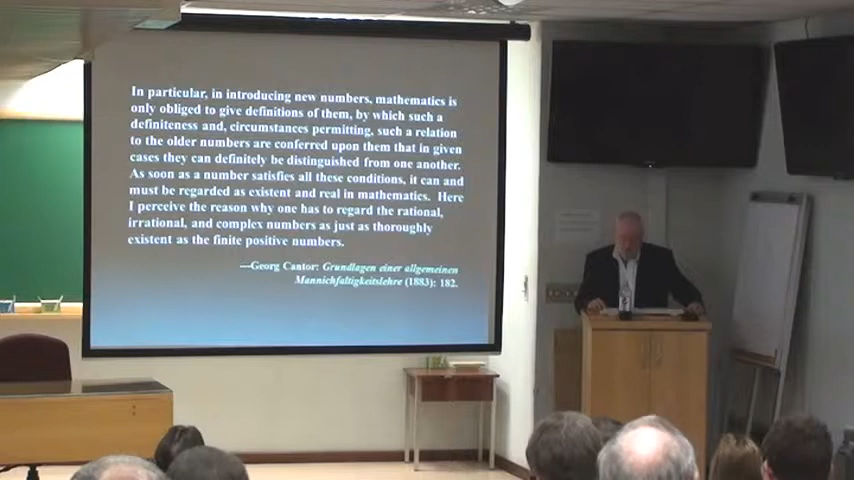 In particular, in introducing new numbers, mathematics is
only obliged to give definitions of them, by which such a
definiteness and, circumstances permitting, such a relation
to the older numbers are conferred upon them that in given
cases they can definitely be distinguished from one another.
As soon as a number satisfies all these conditions, it can and
must be regarded as existent and real in mathematics. Here
I perceive the reason why one has to regard the rational,
irrational, and complex numbers as just as thoroughly
existent as the finite positive numbers.
—Georg Cantor: Grundlagen einer allgemeinen
Mannichfaltigkeitslehre (1883): 182.